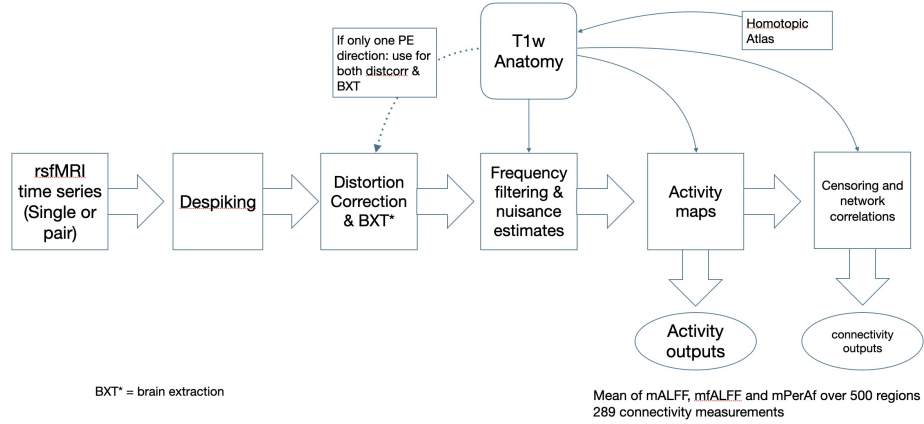 Homotopic
Atlas
If only one PE
direction: use for
both distcorr &
BXT
T1w
Anatomy
rsfMRI
time series
(Single or
pair)
Despiking
Distortion
Correction
& BXT*
Frequency
filtering &
nuisance
estimates
Activity
maps
Censoring and
network
correlations
Activity
outputs
connectivity
outputs
BXT* = brain extraction
Mean of mALFF, mfALFF and mPerAf over 500 regions
289 connectivity measurements